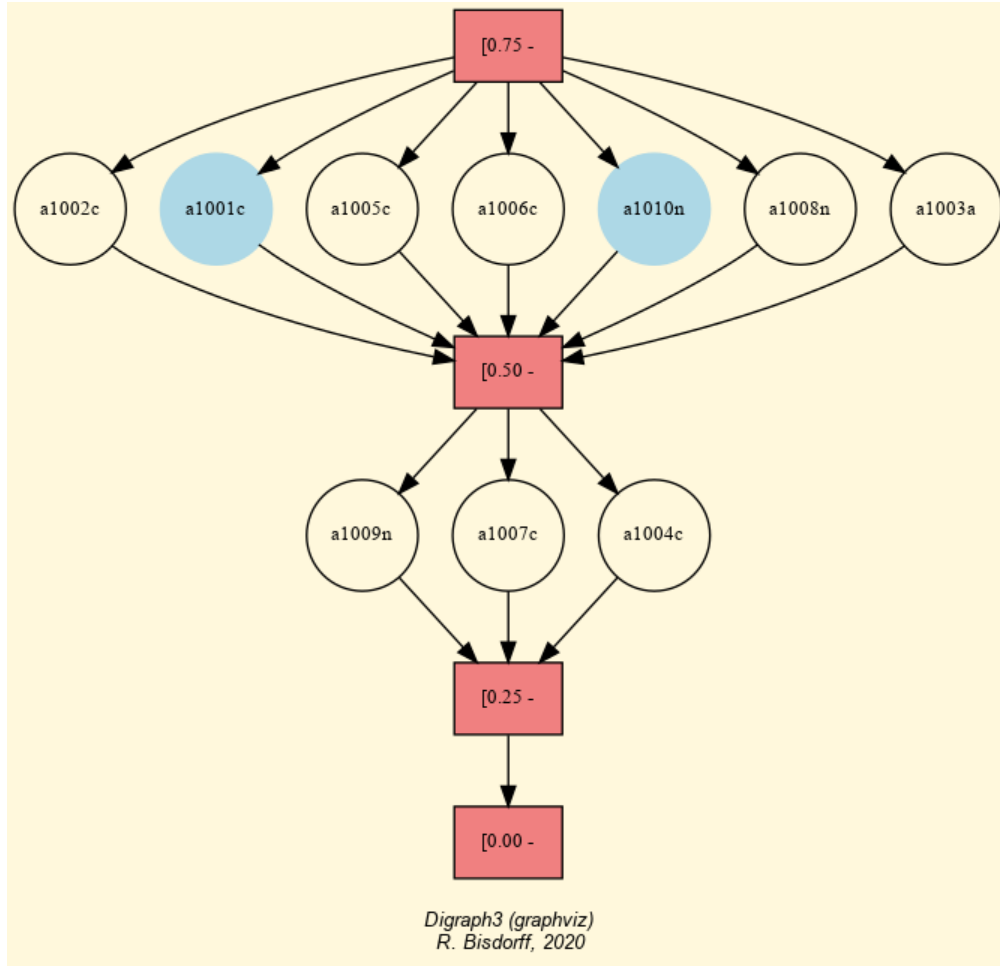 [0.75 -
a1002c
a1001c
a1005c
a1006c
a1010n
a1008n
a1003a
[0.50 -
a1009n
a1007c
a1004c
[0.25 -
[0.00 -
Digraph3 (graphviz)
R. Bisdorff, 2020